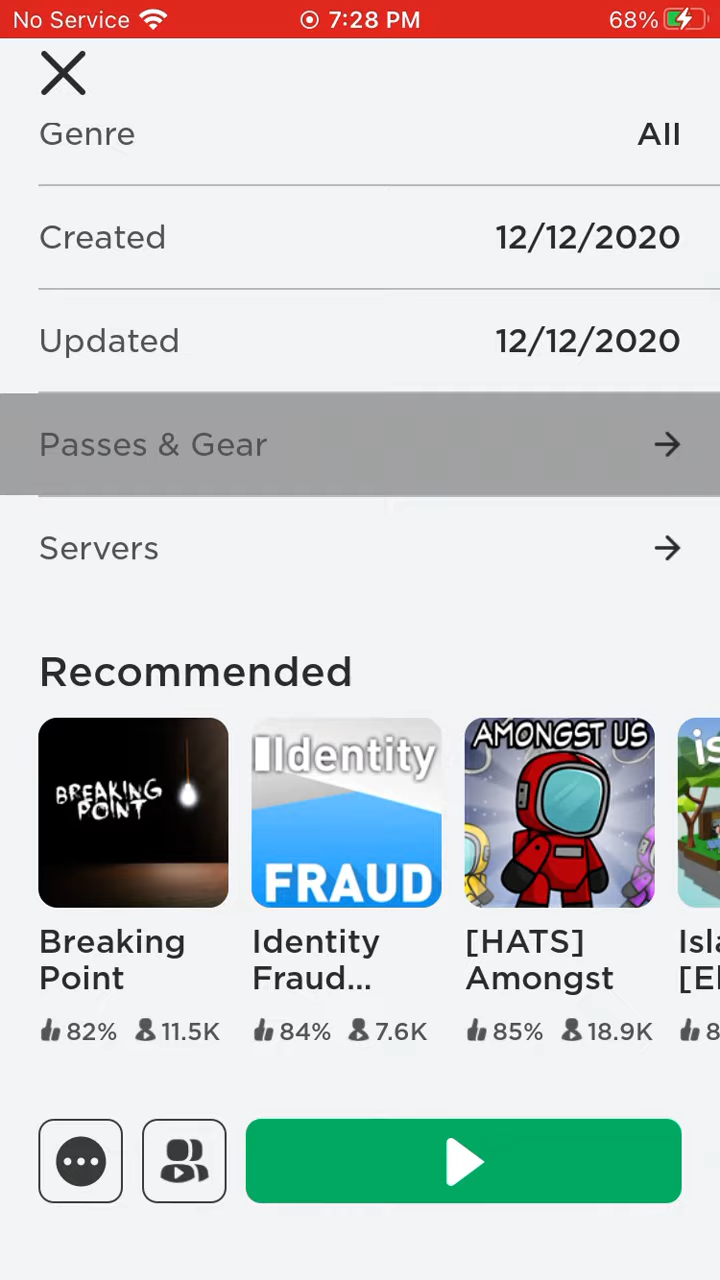 No Service 7:28 PM 68%
Genre All
Created 12/12/2020
Updated 12/12/2020
Passes & Gear
Servers
Recommended
BREAKING
POINT
Identity
FRAUD
AMONGST US
Breaking
Point
82% 11.5K
Identity
Fraud...
84% 7.6K
[HATS]
Amongst
85% 18.9K